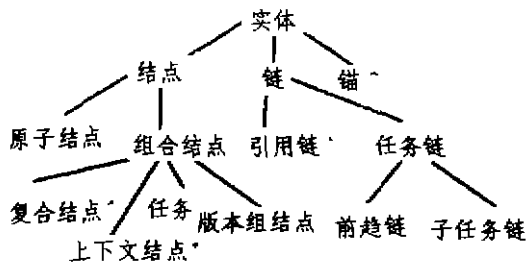 实体
结点 链 锚
原子结点 组合结点 引用链 任务链
复合结点 任务 版本组结点 前趋链 子任务链
上下文结点